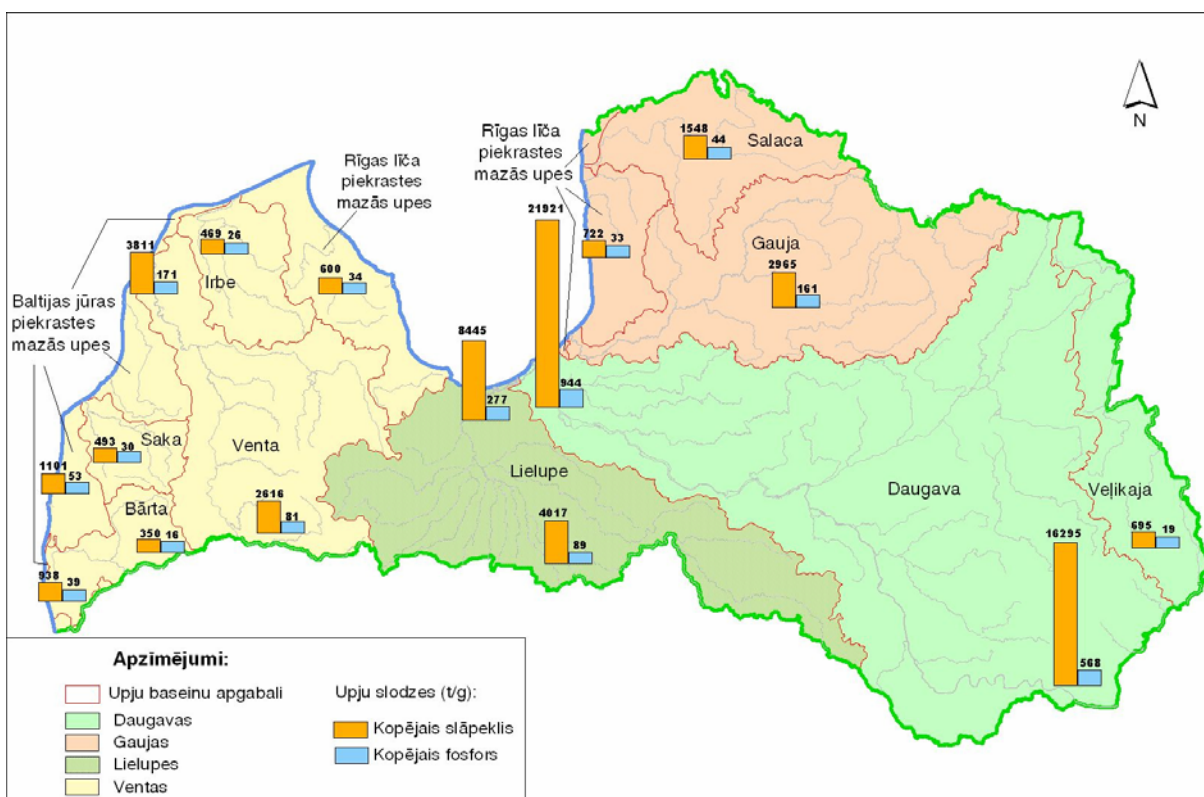 N
Rīgas līča
piekrastes
mazās upes
1548
44
Salaca
Rīgas līča
piekrastes
mazās upes
21921
944
722
33
Gauja
2965
161
469
26
Irbe
3811
171
600
34
Baltijas jūras
piekrastes
mazās upes
8445
277
493
30
Saka
Venta
1101
53
Bārta
350
16
2616
81
938
39
Lielupe
4017
89
Daugava
Veļikaja
695
19
16295
568
Apzīmējumi:
Upju baseinu apgabali
Daugavas
Gaujas
Lielupes
Ventas
Upju slodzes (t/g):
Kopējais slāpeklis
Kopējais fosfors